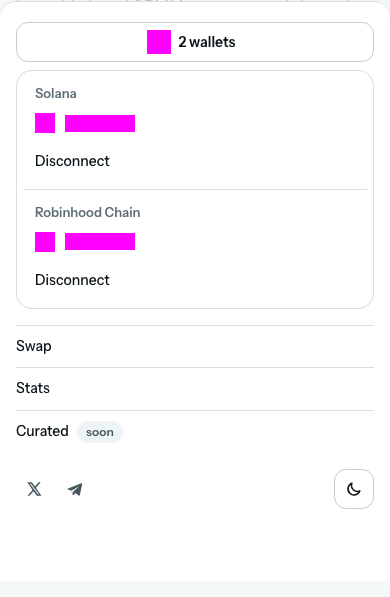 2 wallets
Solana
Disconnect
Robinhood Chain
Disconnect
Swap
Stats
Curated soon